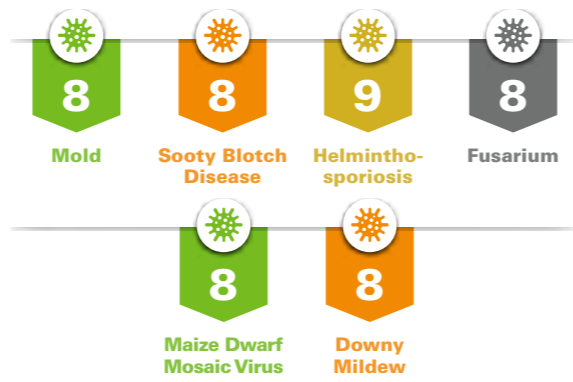 8 8 9 8
Mold Sooty Blotch Helmintho- Fusarium
Disease sporiosis
8 8
Maize Dwarf Downy
Mosaic Virus Mildew